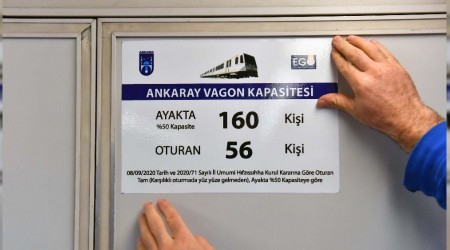 ANKARA
EGO
ANKARAY VAGON KAPASİTESİ
AYAKTA 160 Kişi
%50 Kapasite
OTURAN 56 Kişi
08/09/2020 Tarih ve 2020/71 Sayılı İl Umumi Hıfzıssıhha Kurul Kararına Göre Oturan
Tam (Karşılıklı oturmada yüz yüze gelmeden), Ayakta %50 Kapasiteye göre